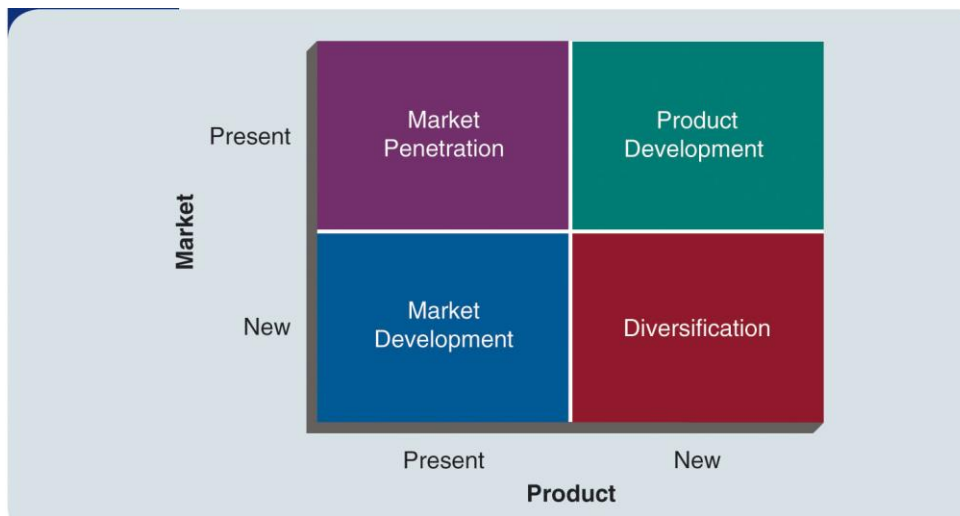 Market
Penetration
Product
Development
Present
Market
New
Market
Development
Diversification
Present
New
Product